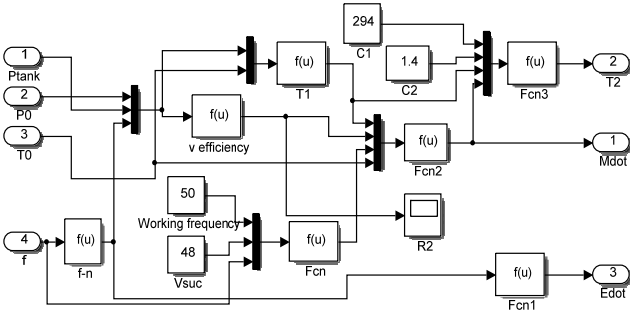 294
C1
1
Ptank
f(u)
T1
1.4
C2
f(u)
Fcn3
2
T2
2
P0
3
T0
f(u)
v efficiency
f(u)
Fcn2
1
Mdot
50
Working frequency
R2
4
f
f(u)
f-n
48
Vsuc
f(u)
Fcn
f(u)
Fcn1
3
Edot